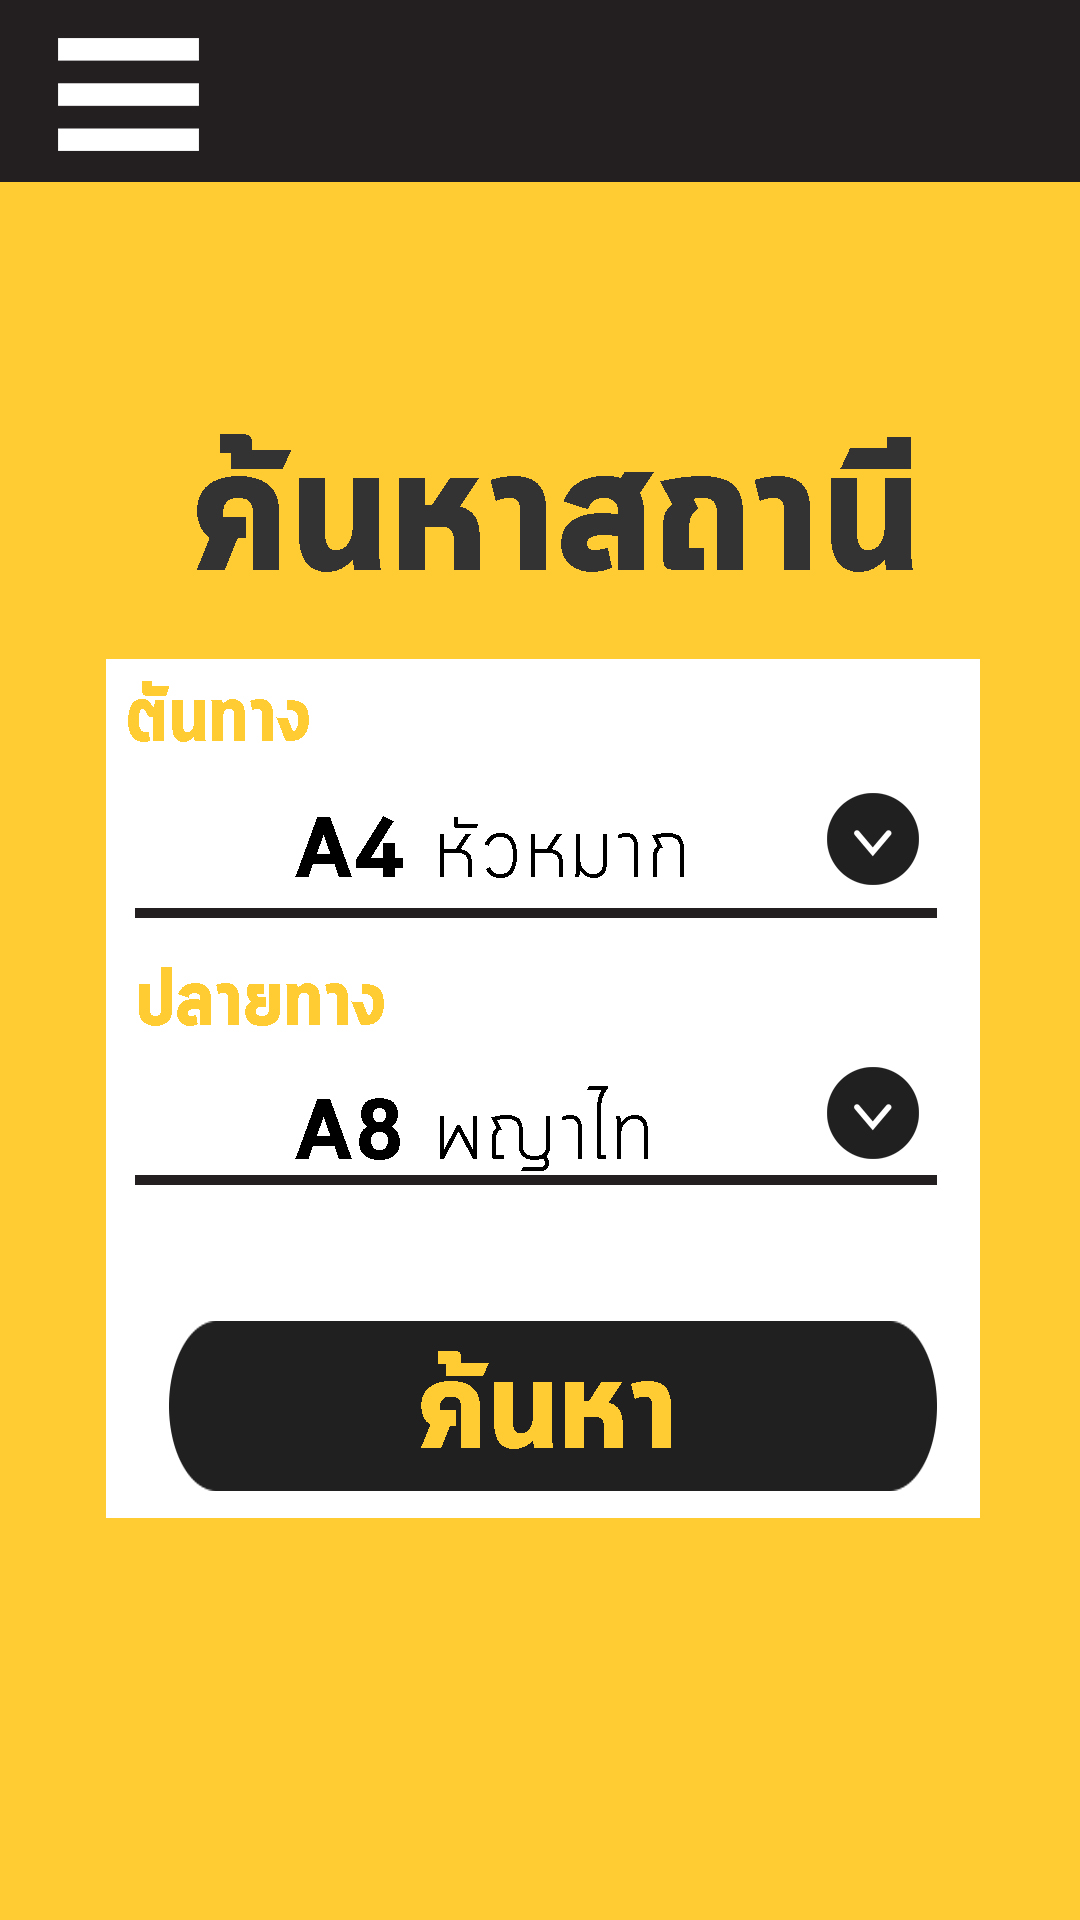 ค้นหาสถานี
ต้นทาง
A4 หัวหมาก
ปลายทาง
A8 พญาไท
ค้นหา